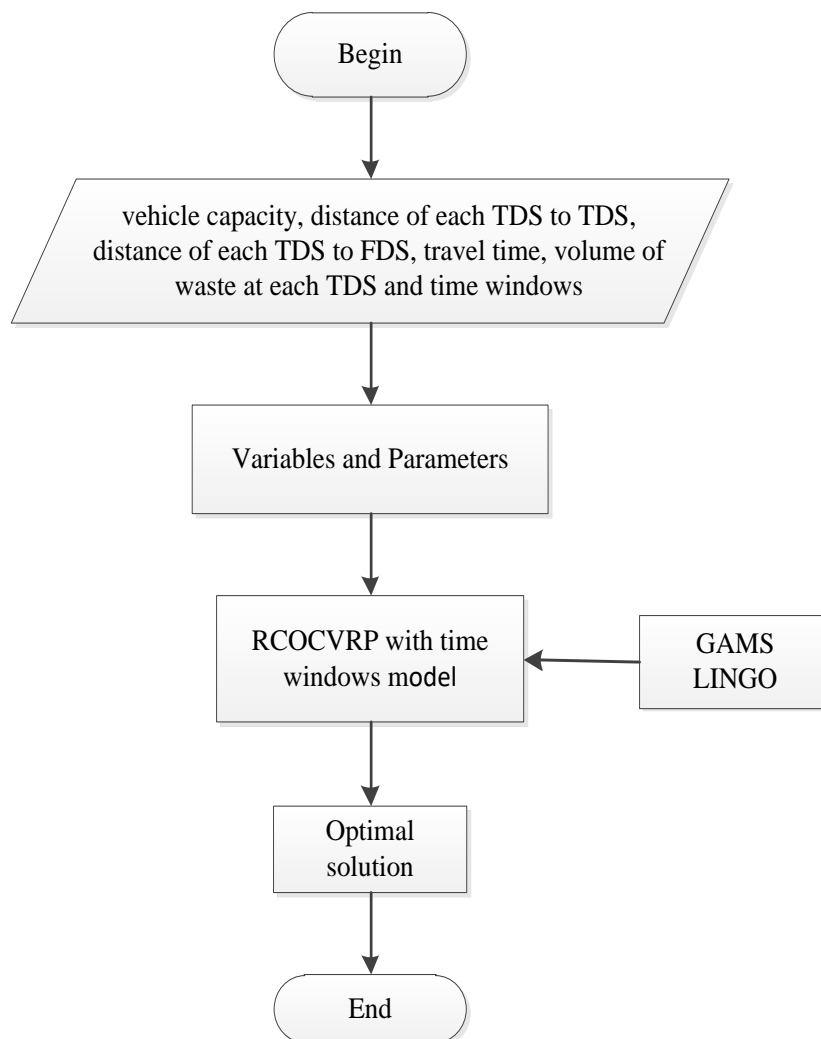 Begin
vehicle capacity, distance of each TDS to TDS,
distance of each TDS to FDS, travel time, volume of
waste at each TDS and time windows
Variables and Parameters
RCOCVRP with time
windows model
GAMS
LINGO
Optimal
solution
End